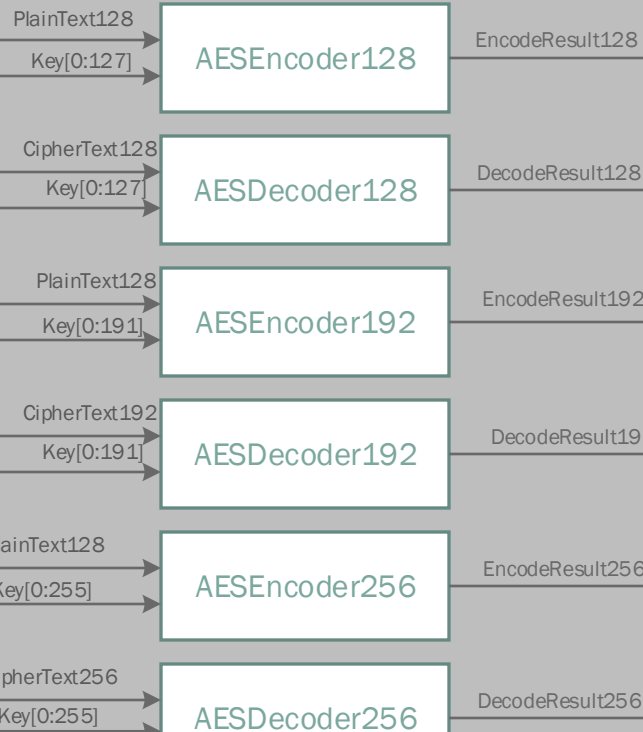 PlainText128
Key[0:127]
AESEncoder128
EncodeResult128
CipherText128
Key[0:127]
AESDecoder128
DecodeResult128
PlainText128
Key[0:191]
AESEncoder192
EncodeResult192
CipherText192
Key[0:191]
AESDecoder192
DecodeResult19
ainText128
Key[0:255]
AESEncoder256
EncodeResult256
pherText256
Key[0:255]
AESDecoder256
DecodeResult256